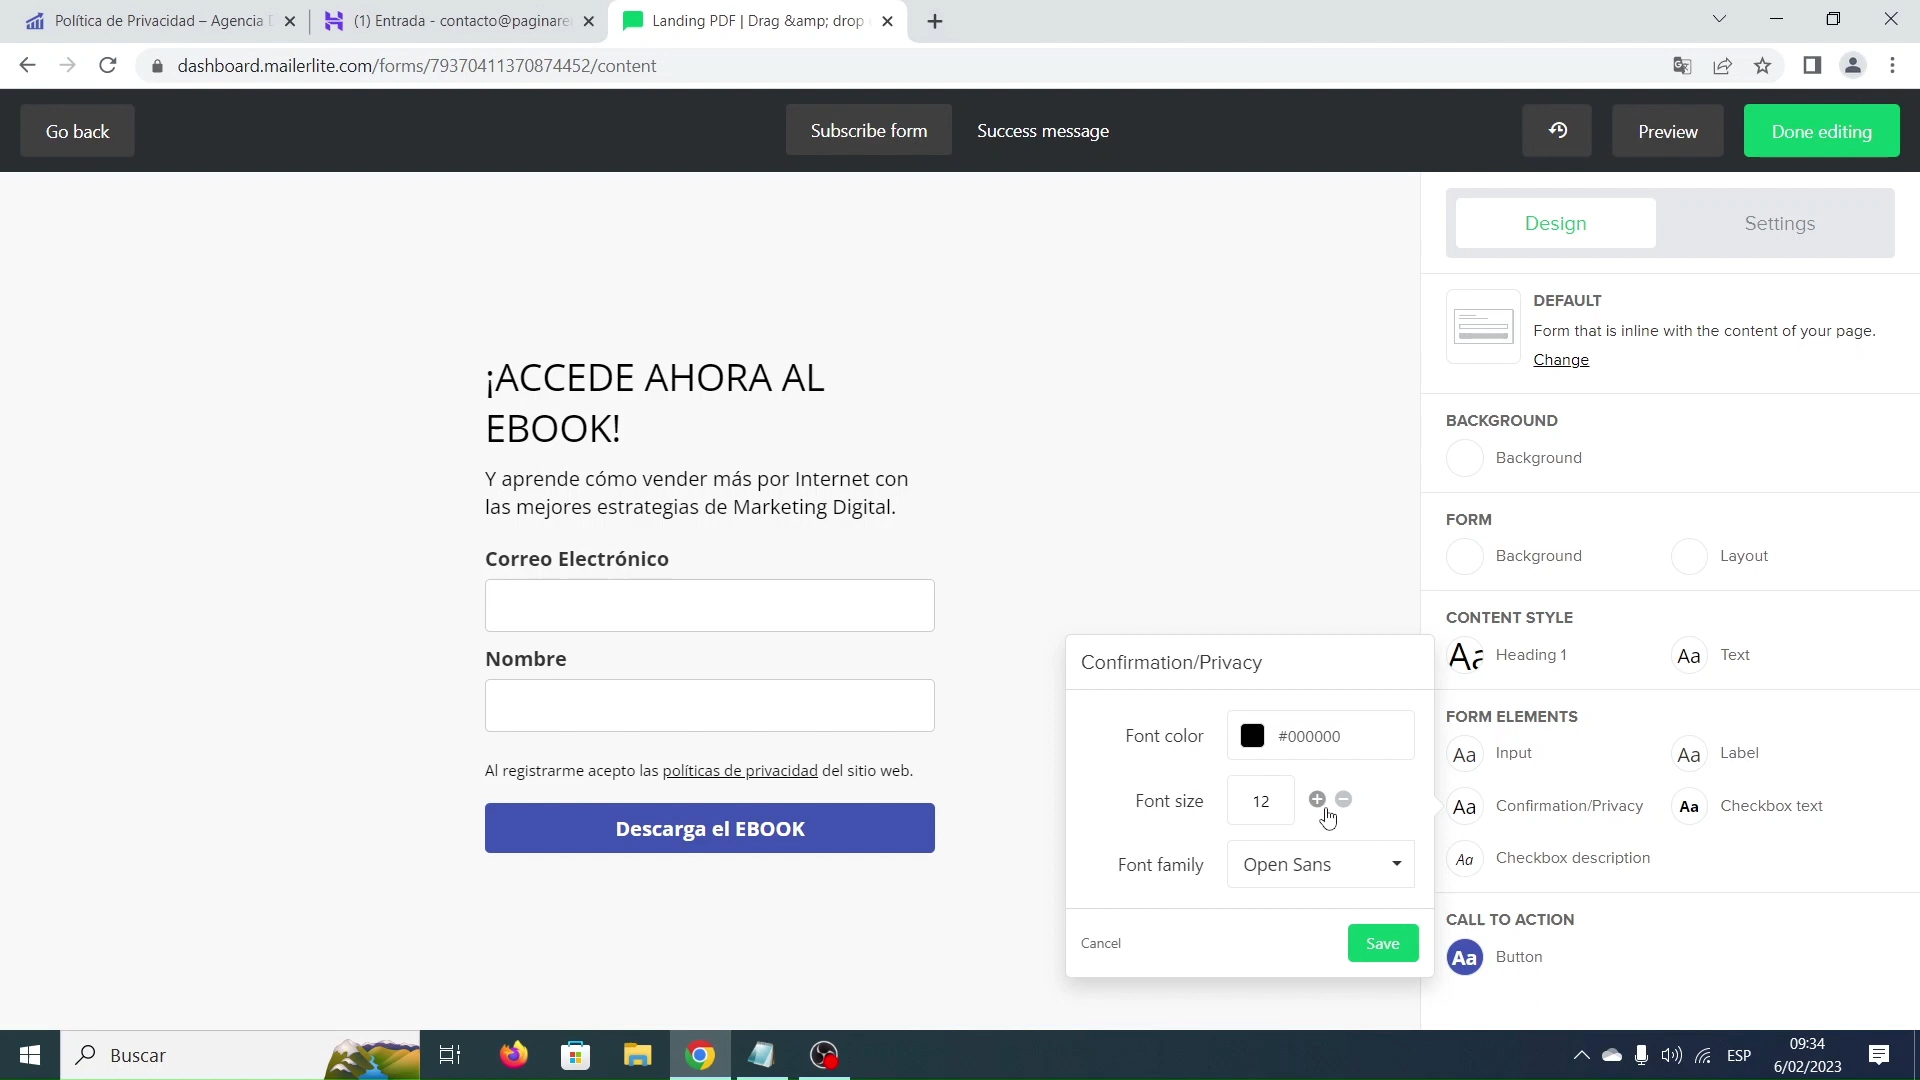 Política de Privacidad – Agencia D
(1) Entrada - contacto@paginare
Landing PDF | Drag &amp; drop
dashboard.mailerlite.com/forms/79370411370874452/content
Go back
Subscribe form
Success message
Preview
Done editing
Design
Settings
DEFAULT
Form that is inline with the content of your page.
Change
BACKGROUND
Background
FORM
Background
Layout
CONTENT STYLE
Aa
Heading 1
Aa
Text
FORM ELEMENTS
Aa
Input
Aa
Label
Aa
Confirmation/Privacy
Aa
Checkbox text
Aa
Checkbox description
CALL TO ACTION
Aa
Button
¡ACCEDE AHORA AL
EBOOK!
Y aprende cómo vender más por Internet con
las mejores estrategias de Marketing Digital.
Correo Electrónico
Nombre
Al registrarme acepto las políticas de privacidad del sitio web.
Descarga el EBOOK
Confirmation/Privacy
Font color
#000000
Font size
12
Font family
Open Sans
Cancel
Save
Buscar
ESP
09:34
6/02/2023